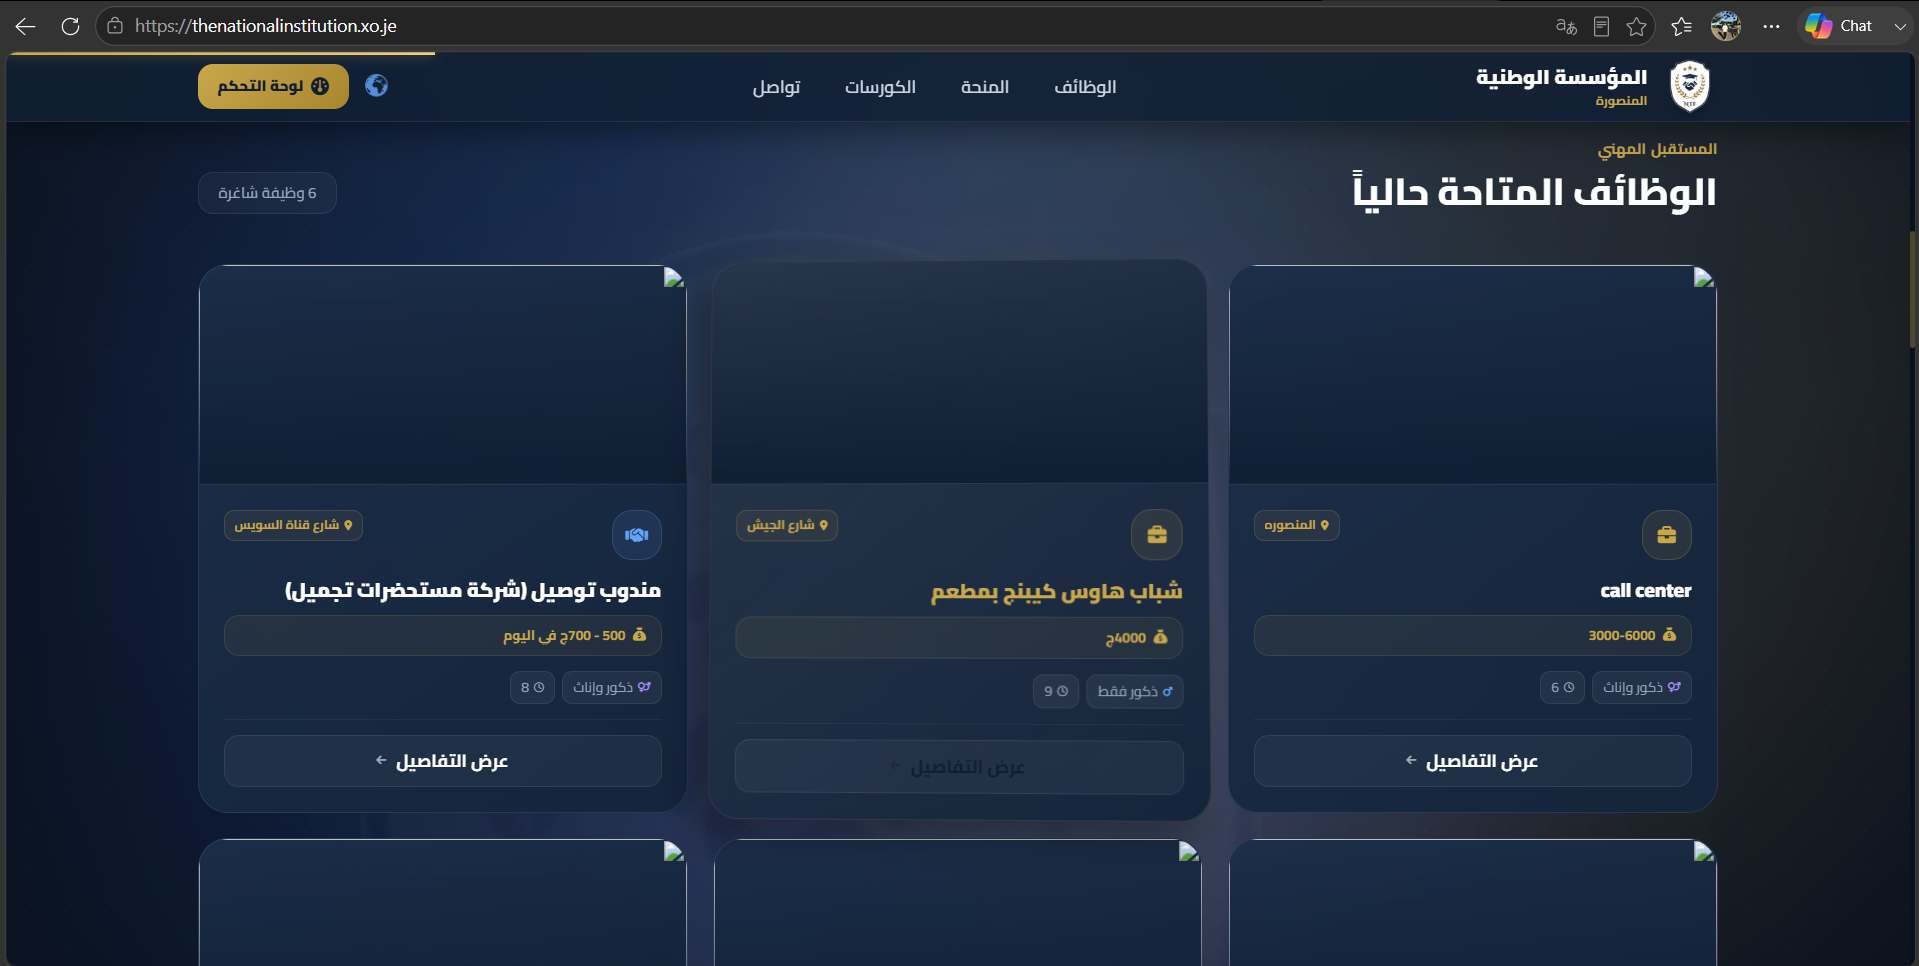 https://thenationalinstitution.xo.je
Chat
المؤسسة الوطنية
المنصورة
الوظائف
المنحة
الكورسات
تواصل
لوحة التحكم
المستقبل المهني
الوظائف المتاحة حالياً
6 وظيفة شاغرة
المنصوره
call center
3000-6000
ذكور وإناث
6
عرض التفاصيل ←
شارع الجيش
شباب هاوس كيبنج بمطعم
4000ج
ذكور فقط
9
عرض التفاصيل ←
شارع قناة السويس
مندوب توصيل (شركة مستحضرات تجميل)
500 - 700ج في اليوم
ذكور وإناث
8
عرض التفاصيل ←